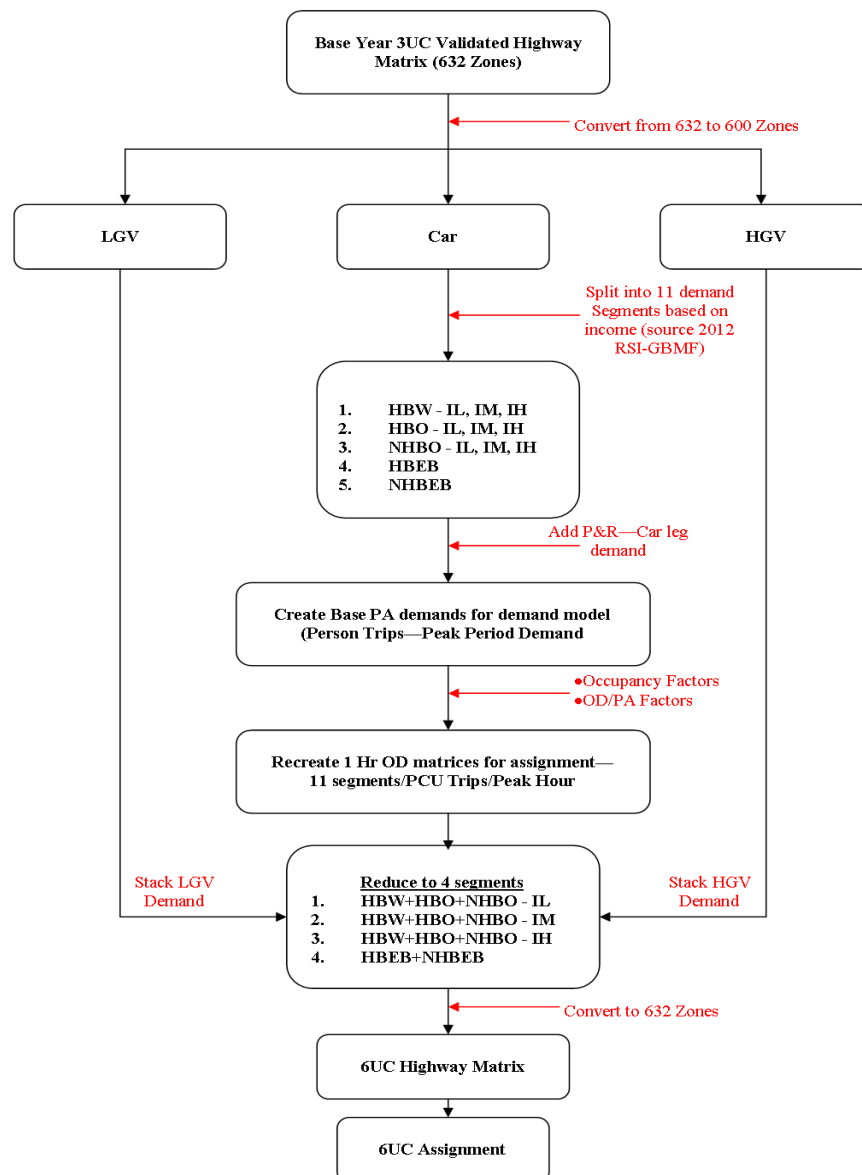 Base Year 3UC Validated Highway
Matrix (632 Zones)
Convert from 632 to 600 Zones
LGV
Car
HGV
Split into 11 demand
Segments based on
income (source 2012
RSI-GBMF)
1. HBW - IL, IM, IH
2. HBO - IL, IM, IH
3. NHBO - IL, IM, IH
4. HBEB
5. NHBEB
Add P&R—Car leg
demand
Create Base PA demands for demand model
(Person Trips—Peak Period Demand
●Occupancy Factors
●OD/PA Factors
Recreate 1 Hr OD matrices for assignment—
11 segments/PCU Trips/Peak Hour
Stack LGV
Demand
Reduce to 4 segments
1. HBW+HBO+NHBO - IL
2. HBW+HBO+NHBO - IM
3. HBW+HBO+NHBO - IH
4. HBEB+NHBEB
Stack HGV
Demand
Convert to 632 Zones
6UC Highway Matrix
6UC Assignment